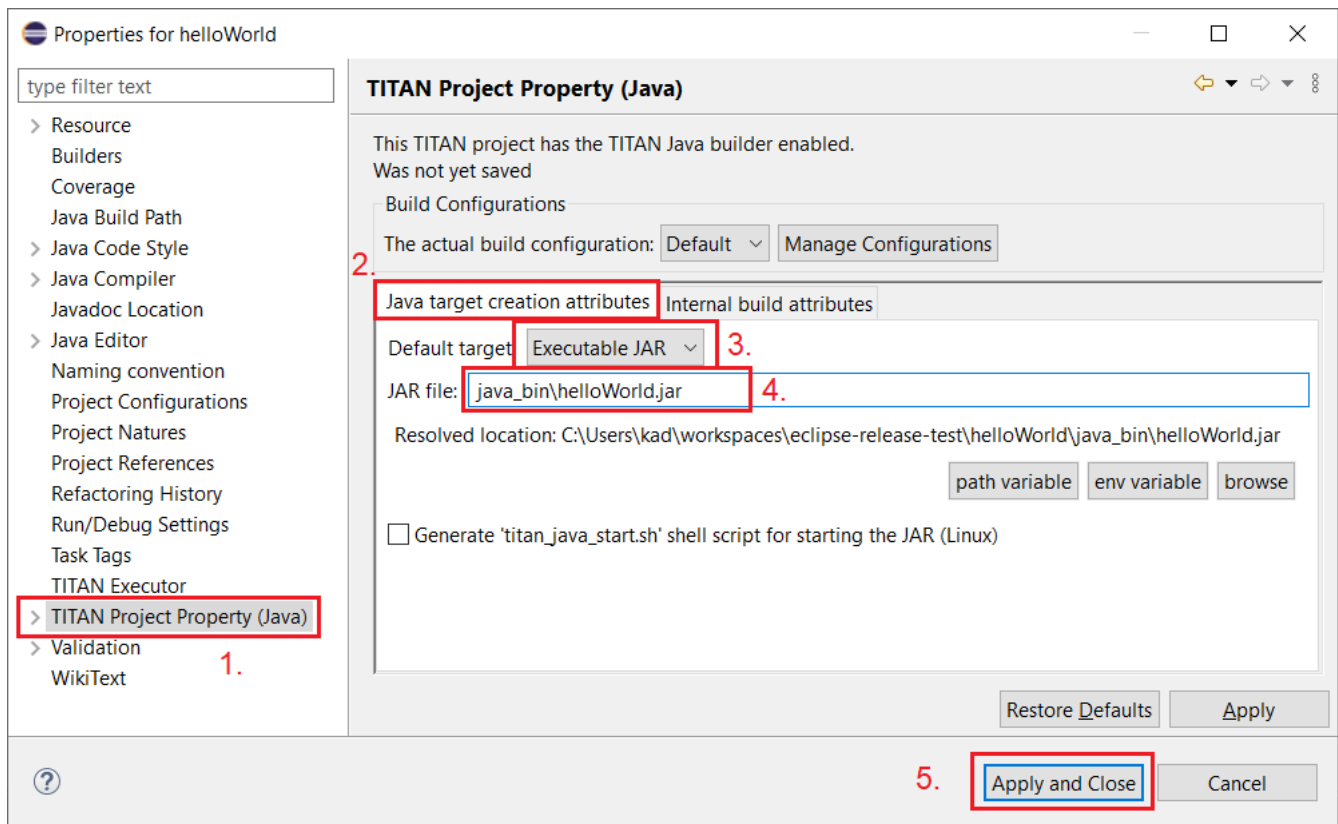 Properties for helloWorld
type filter text
Resource
Builders
Coverage
Java Build Path
Java Code Style
Java Compiler
Javadoc Location
Java Editor
Naming convention
Project Configurations
Project Natures
Project References
Refactoring History
Run/Debug Settings
Task Tags
TITAN Executor
TITAN Project Property (Java)
Validation
1.
WikiText
TITAN Project Property (Java)
This TITAN project has the TITAN Java builder enabled.
Was not yet saved
Build Configurations
The actual build configuration: Default Manage Configurations
2.
Java target creation attributes Internal build attributes
Default target Executable JAR 3.
JAR file: java_bin\helloWorld.jar 4.
Resolved location: C:\Users\kad\workspaces\eclipse-release-test\helloWorld\java_bin\helloWorld.jar
path variable env variable browse
Generate 'titan_java_start.sh' shell script for starting the JAR (Linux)
Restore Defaults Apply
5. Apply and Close Cancel